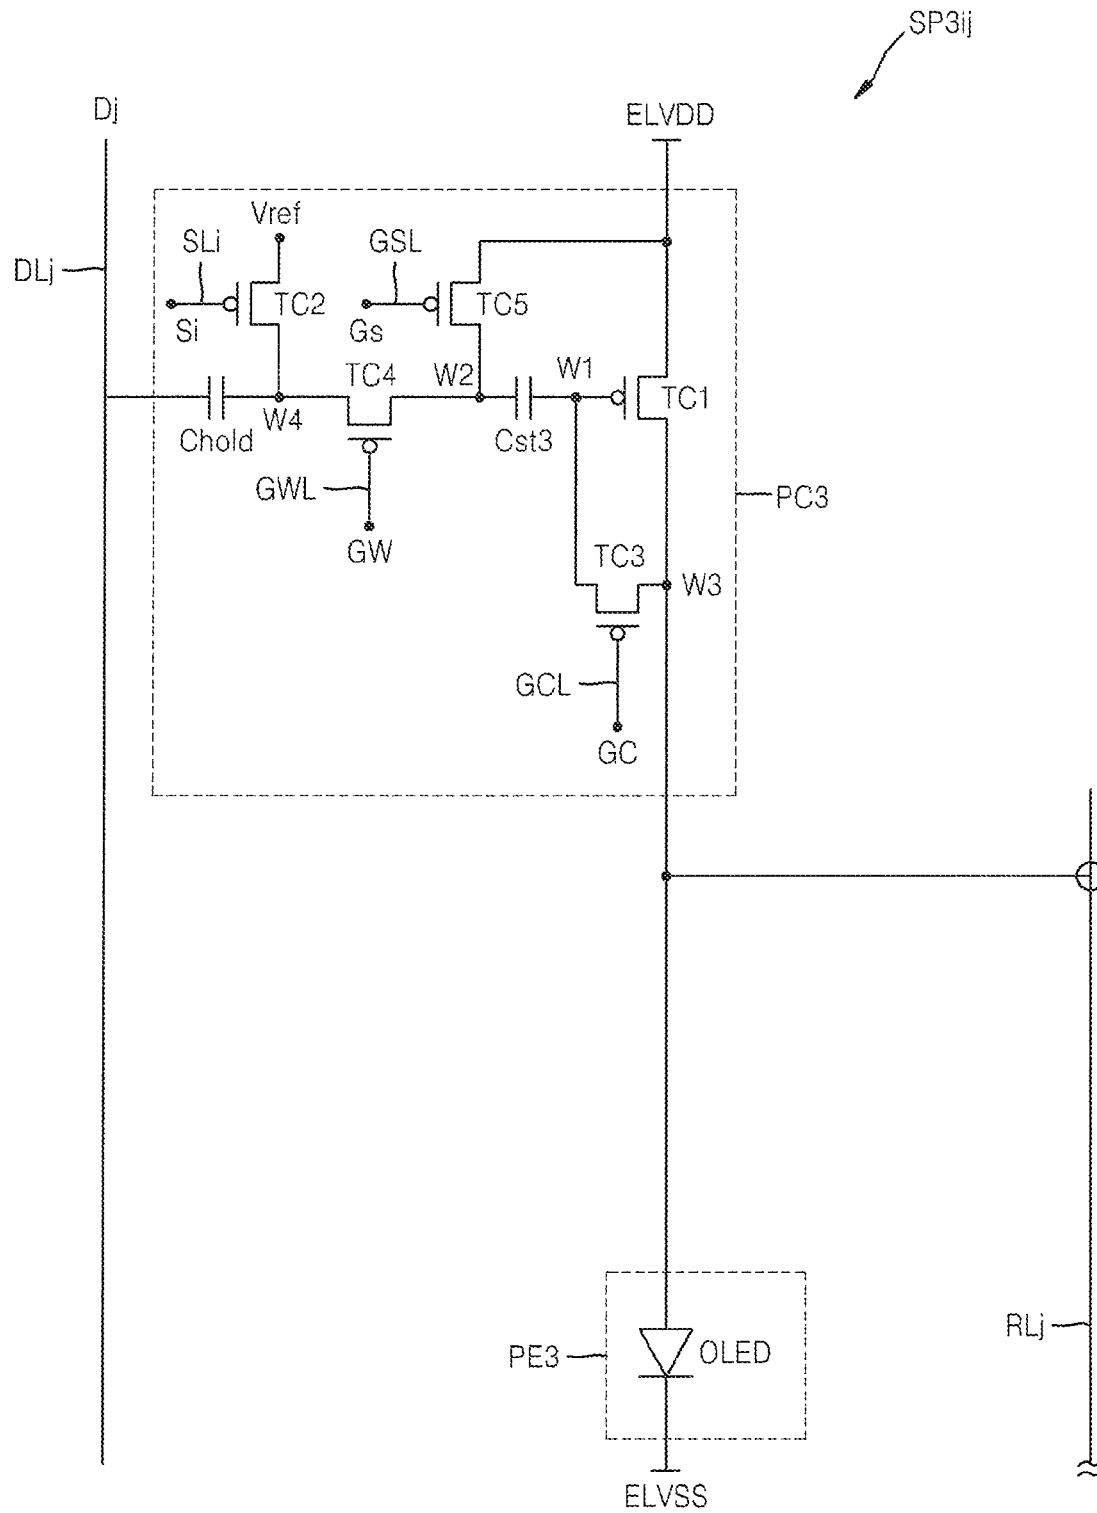 SP3ij
Dj
ELVDD
Vref
SLi
GSL
DLj
TC2
TC5
Si
Gs
TC4
W2
W1
TC1
W4
Chold
Cst3
GWL
PC3
GW
TC3
W3
GCL
GC
RLj
PE3
OLED
ELVSS